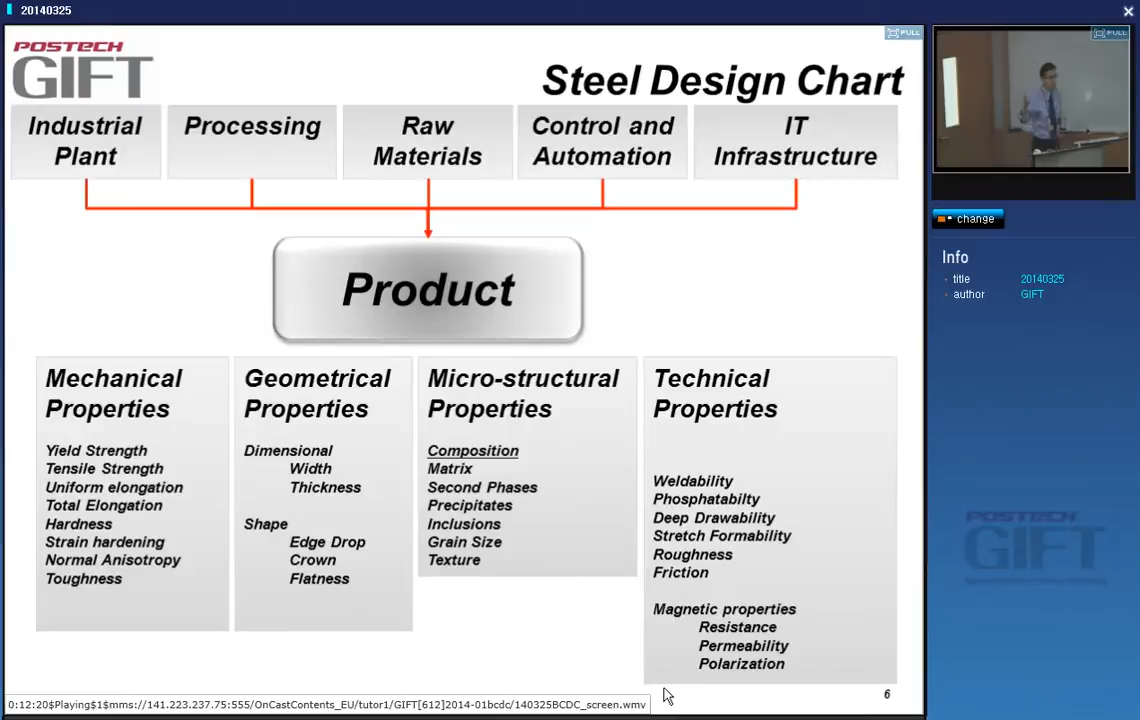 20140325
POSTECH
GIFT
FULL
Steel Design Chart
Industrial
Plant
Processing
Raw
Materials
Control and
Automation
IT
Infrastructure
Product
Mechanical
Properties
Yield Strength
Tensile Strength
Uniform elongation
Total Elongation
Hardness
Strain hardening
Normal Anisotropy
Toughness
Geometrical
Properties
Dimensional
Width
Thickness
Shape
Edge Drop
Crown
Flatness
Micro-structural
Properties
Composition
Matrix
Second Phases
Precipitates
Inclusions
Grain Size
Texture
Technical
Properties
Weldability
Phosphatabilty
Deep Drawability
Stretch Formability
Roughness
Friction
Magnetic properties
Resistance
Permeability
Polarization
6
0:12:20$Playing$1$mms://141.223.237.75:555/OnCastContents_EU/tutor1/GIFT[612]2014-01bcdc/140325BCDC_screen.wmv
FULL
change
Info
title 20140325
author GIFT
POSTECH
GIFT